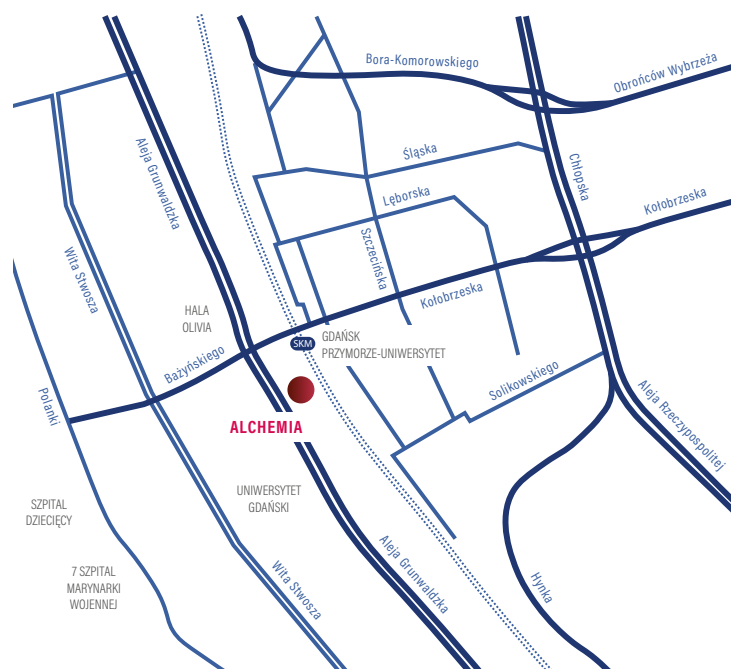 Bora-Komorowskiego
Obrońców Wybrzeża
Aleja Grunwaldzka
Śląska
Chłopska
Lęborska
Kołobrzeska
Szczecińska
Wita Stwosza
Kołobrzeska
HALA
OLIVIA
SKM
GDAŃSK
PRZYMORZE-UNIWERSYTET
Bażyńskiego
Solikowskiego
Polanki
ALCHEMIA
Aleja Rzeczypospolitej
UNIWERSYTET
GDAŃSKI
SZPITAL
DZIECIĘCY
Aleja Grunwaldzka
7 SZPITAL
MARYNARKI
WOJENNEJ
Wita Stwosza
Hynka